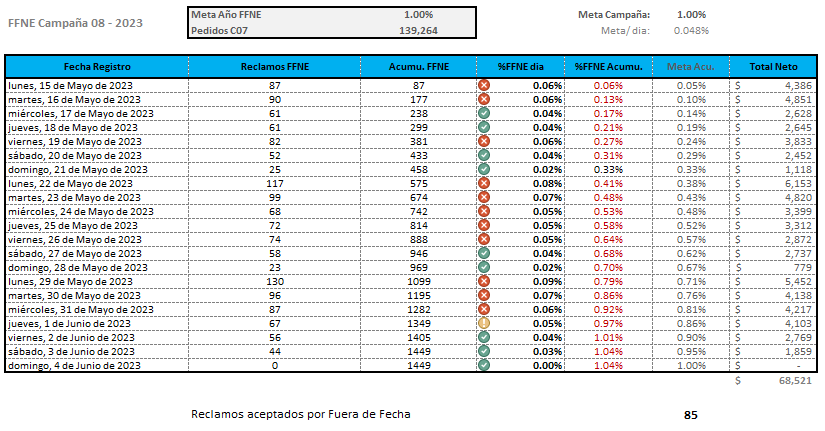 FFNE Campaña 08 - 2023
Meta Año FFNE 1.00%
Pedidos C07 139,264
Meta Campaña: 1.00%
Meta/ dia: 0.048%
Fecha Registro Reclamos FFNE Acumu. FFNE %FFNE dia %FFNE Acumu. Meta Acu. Total Neto
lunes, 15 de Mayo de 2023 87 87 0.06% 0.06% 0.05% $ 4,386
martes, 16 de Mayo de 2023 90 177 0.06% 0.13% 0.10% $ 4,851
miércoles, 17 de Mayo de 2023 61 238 0.04% 0.17% 0.14% $ 2,628
jueves, 18 de Mayo de 2023 61 299 0.04% 0.21% 0.19% $ 2,645
viernes, 19 de Mayo de 2023 82 381 0.06% 0.27% 0.24% $ 3,833
sábado, 20 de Mayo de 2023 52 433 0.04% 0.31% 0.29% $ 2,452
domingo, 21 de Mayo de 2023 25 458 0.02% 0.33% 0.33% $ 1,118
lunes, 22 de Mayo de 2023 117 575 0.08% 0.41% 0.38% $ 6,153
martes, 23 de Mayo de 2023 99 674 0.07% 0.48% 0.43% $ 4,820
miércoles, 24 de Mayo de 2023 68 742 0.05% 0.53% 0.48% $ 3,399
jueves, 25 de Mayo de 2023 72 814 0.05% 0.58% 0.52% $ 3,312
viernes, 26 de Mayo de 2023 74 888 0.05% 0.64% 0.57% $ 2,872
sábado, 27 de Mayo de 2023 58 946 0.04% 0.68% 0.62% $ 2,737
domingo, 28 de Mayo de 2023 23 969 0.02% 0.70% 0.67% $ 779
lunes, 29 de Mayo de 2023 130 1099 0.09% 0.79% 0.71% $ 5,452
martes, 30 de Mayo de 2023 96 1195 0.07% 0.86% 0.76% $ 4,138
miércoles, 31 de Mayo de 2023 87 1282 0.06% 0.92% 0.81% $ 4,217
jueves, 1 de Junio de 2023 67 1349 0.05% 0.97% 0.86% $ 4,103
viernes, 2 de Junio de 2023 56 1405 0.04% 1.01% 0.90% $ 2,769
sábado, 3 de Junio de 2023 44 1449 0.03% 1.04% 0.95% $ 1,859
domingo, 4 de Junio de 2023 0 1449 0.00% 1.04% 1.00% $ -
$ 68,521
Reclamos aceptados por Fuera de Fecha 85